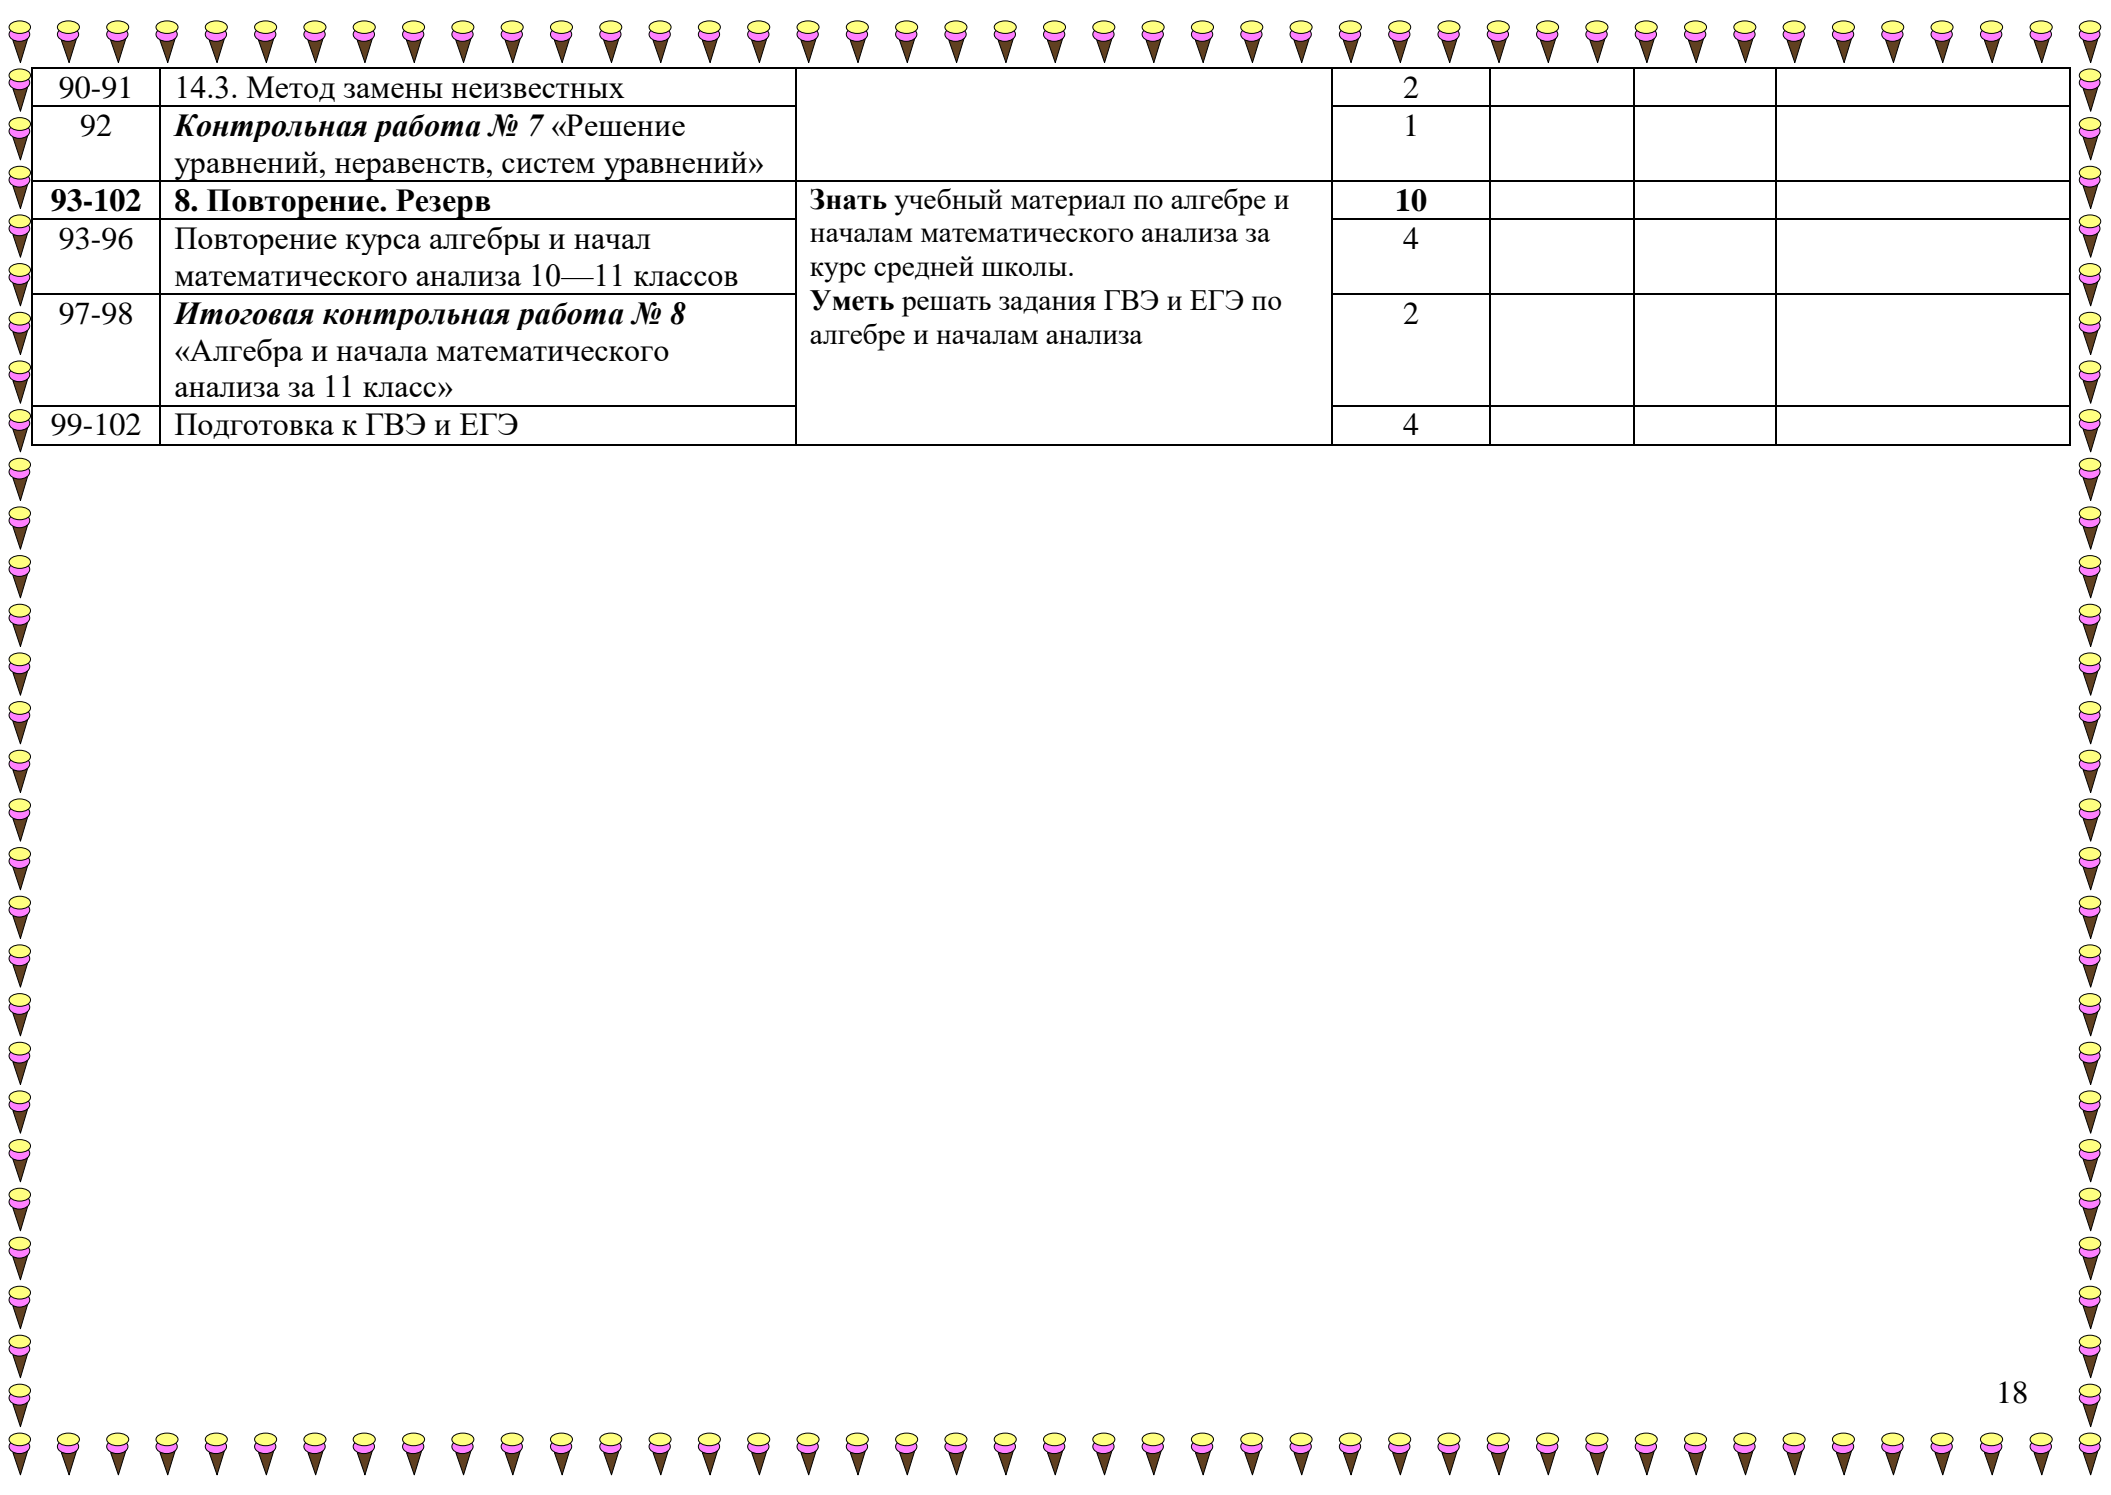 90-91 14.3. Метод замены неизвестных 2
92 Контрольная работа № 7 «Решение 1
уравнений, неравенств, систем уравнений»
93-102 8. Повторение. Резерв 10
93-96 Повторение курса алгебры и начал 4
математического анализа 10—11 классов
97-98 Итоговая контрольная работа № 8 2
«Алгебра и начала математического
анализа за 11 класс»
99-102 Подготовка к ГВЭ и ЕГЭ 4
Знать учебный материал по алгебре и
началам математического анализа за
курс средней школы.
Уметь решать задания ГВЭ и ЕГЭ по
алгебре и началам анализа
18